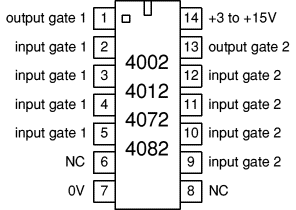 output gate 1 1 14 +3 to +15V
input gate 1 2 13 output gate 2
input gate 1 3 4002 12 input gate 2
input gate 1 4 4012 11 input gate 2
input gate 1 5 4072 10 input gate 2
NC 6 4082 9 input gate 2
0V 7 8 NC